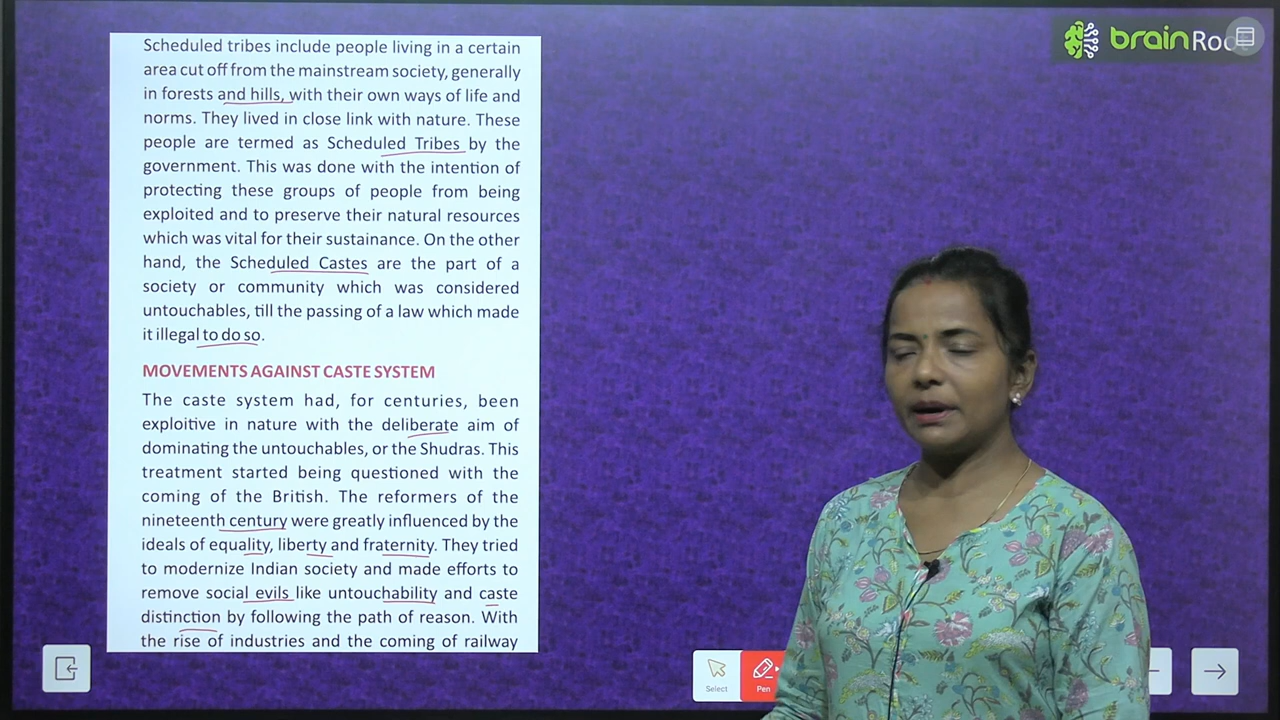 Scheduled tribes include people living in a certain
area cut off from the mainstream society, generally
in forests and hills, with their own ways of life and
norms. They lived in close link with nature. These
people are termed as Scheduled Tribes by the
government. This was done with the intention of
protecting these groups of people from being
exploited and to preserve their natural resources
which was vital for their sustainance. On the other
hand, the Scheduled Castes are the part of a
society or community which was considered
untouchables, till the passing of a law which made
it illegal to do so.
MOVEMENTS AGAINST CASTE SYSTEM
The caste system had, for centuries, been
exploitive in nature with the deliberate aim of
dominating the untouchables, or the Shudras. This
treatment started being questioned with the
coming of the British. The reformers of the
nineteenth century were greatly influenced by the
ideals of equality, liberty and fraternity. They tried
to modernize Indian society and made efforts to
remove social evils like untouchability and caste
distinction by following the path of reason. With
the rise of industries and the coming of railway
brainRoot
Select
Pen